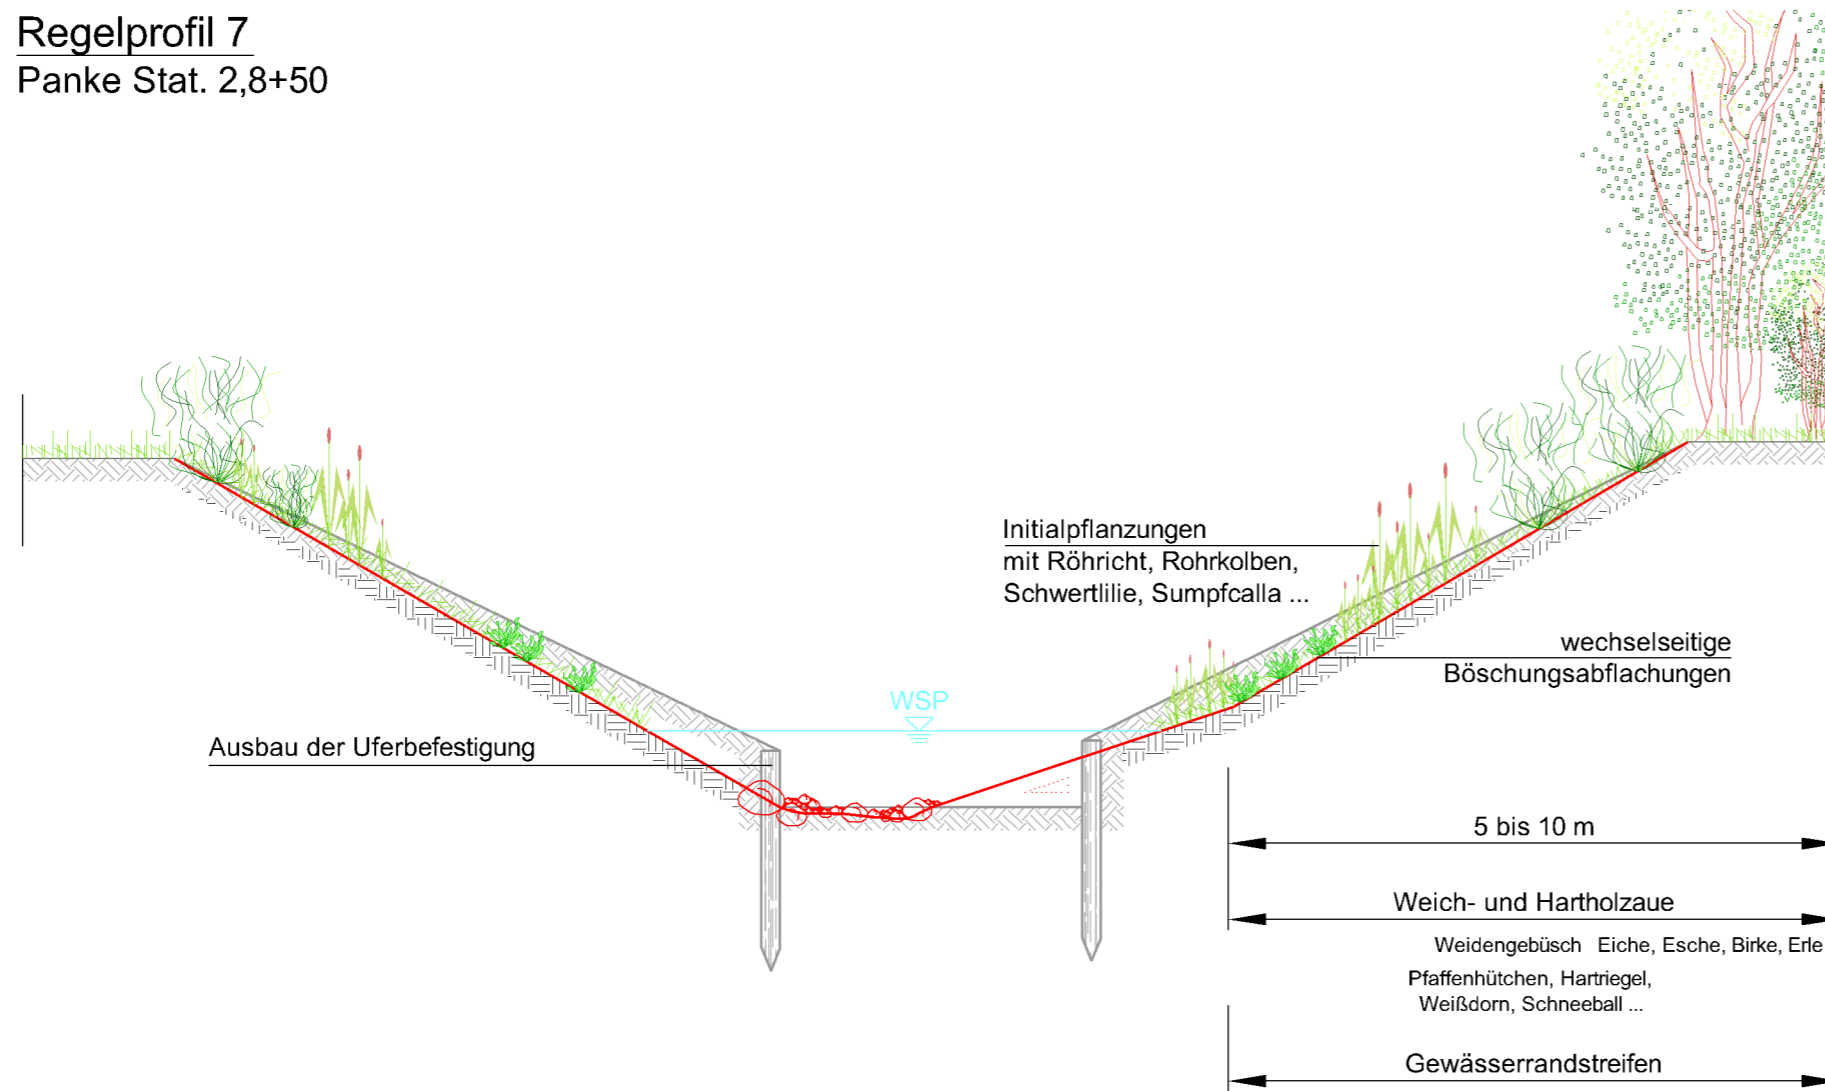 Regelprofil 7
Panke Stat. 2,8+50
Initialpflanzungen
mit Röhricht, Rohrkolben,
Schwertlilie, Sumpfcalla ...
wechselseitige
Böschungsabflachungen
WSP
Ausbau der Uferbefestigung
5 bis 10 m
Weich- und Hartholzaue
Weidengebüsch Eiche, Esche, Birke, Erle
Pfaffenhütchen, Hartriegel,
Weißdorn, Schneeball ...
Gewässerrandstreifen